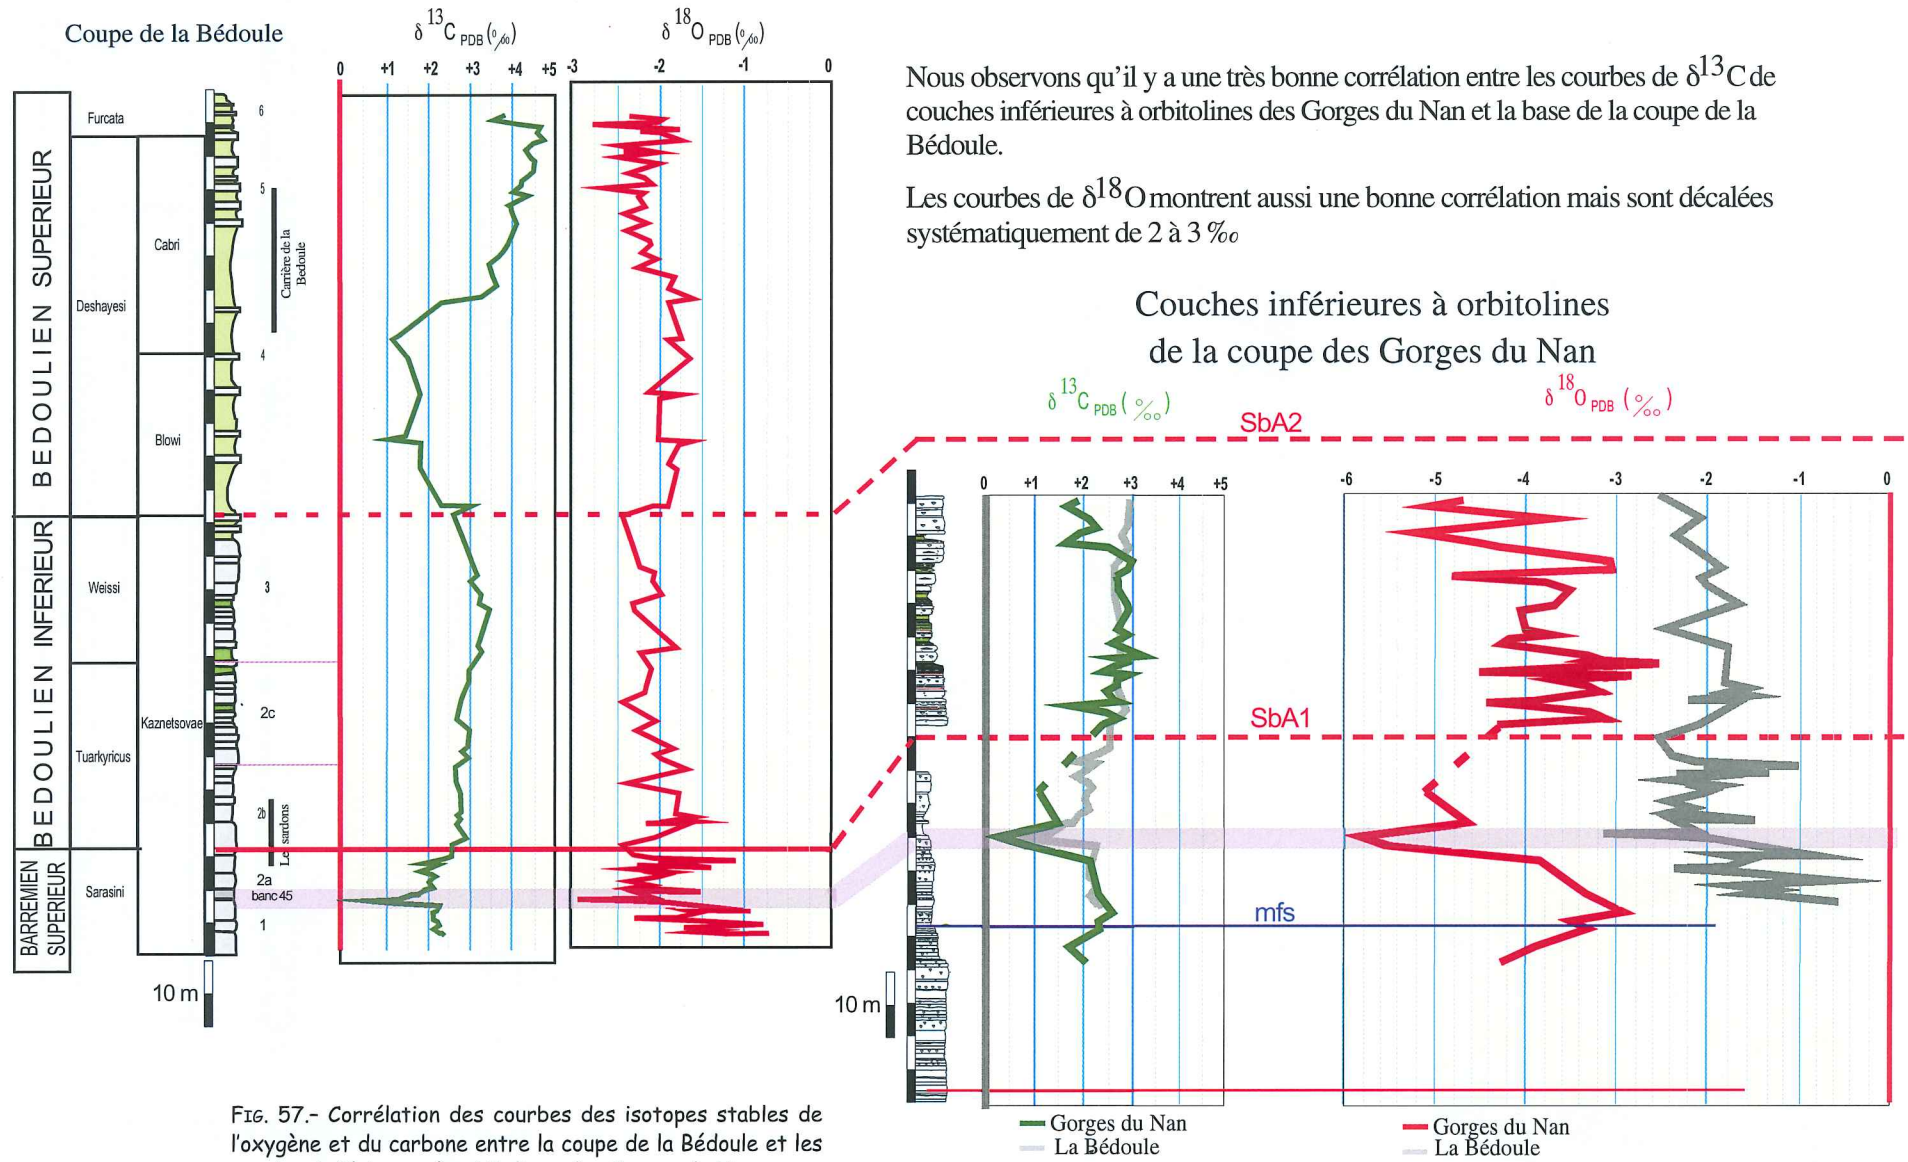 Coupe de la Bédoule
δ13C PDB (‰)
δ18O PDB (‰)
0 +1 +2 +3 +4 +5
-3 -2 -1 0
BEDOULIEN SUPERIEUR
BEDOULIEN INFERIEUR
BARREMIEN SUPERIEUR
Furcata
Deshayesi
Weissi
Tuarkyricus
Sarasini
Cabri
Blowi
Kaznetsovae
6
5
Carrière de la
Bedoule
4
3
2c
2b
Le sardons
2a
banc 45
1
10 m
Nous observons qu'il y a une très bonne corrélation entre les courbes de δ13C de
couches inférieures à orbitolines des Gorges du Nan et la base de la coupe de la
Bédoule.
Les courbes de δ18O montrent aussi une bonne corrélation mais sont décalées
systématiquement de 2 à 3 ‰
Couches inférieures à orbitolines
de la coupe des Gorges du Nan
δ13C PDB (‰)
δ18O PDB (‰)
SbA2
0 +1 +2 +3 +4 +5
-6 -5 -4 -3 -2 -1 0
SbA1
mfs
10 m
Gorges du Nan
La Bédoule
Gorges du Nan
La Bédoule
FIG. 57.- Corrélation des courbes des isotopes stables de
l'oxygène et du carbone entre la coupe de la Bédoule et les